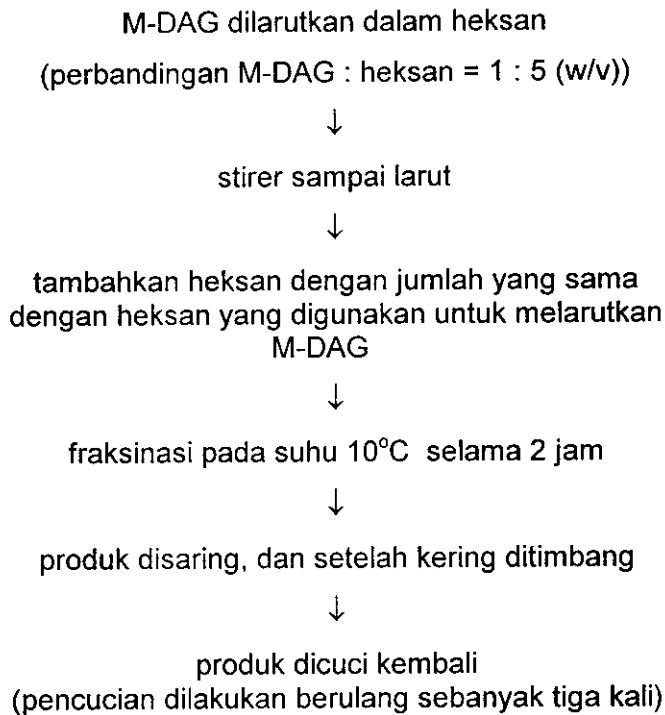 M-DAG dilarutkan dalam heksan
(perbandingan M-DAG : heksan = 1 : 5 (w/v))
↓
stirer sampai larut
↓
tambahkan heksan dengan jumlah yang sama
dengan heksan yang digunakan untuk melarutkan
M-DAG
↓
fraksinasi pada suhu 10°C selama 2 jam
↓
produk disaring, dan setelah kering ditimbang
↓
produk dicuci kembali
(pencucian dilakukan berulang sebanyak tiga kali)